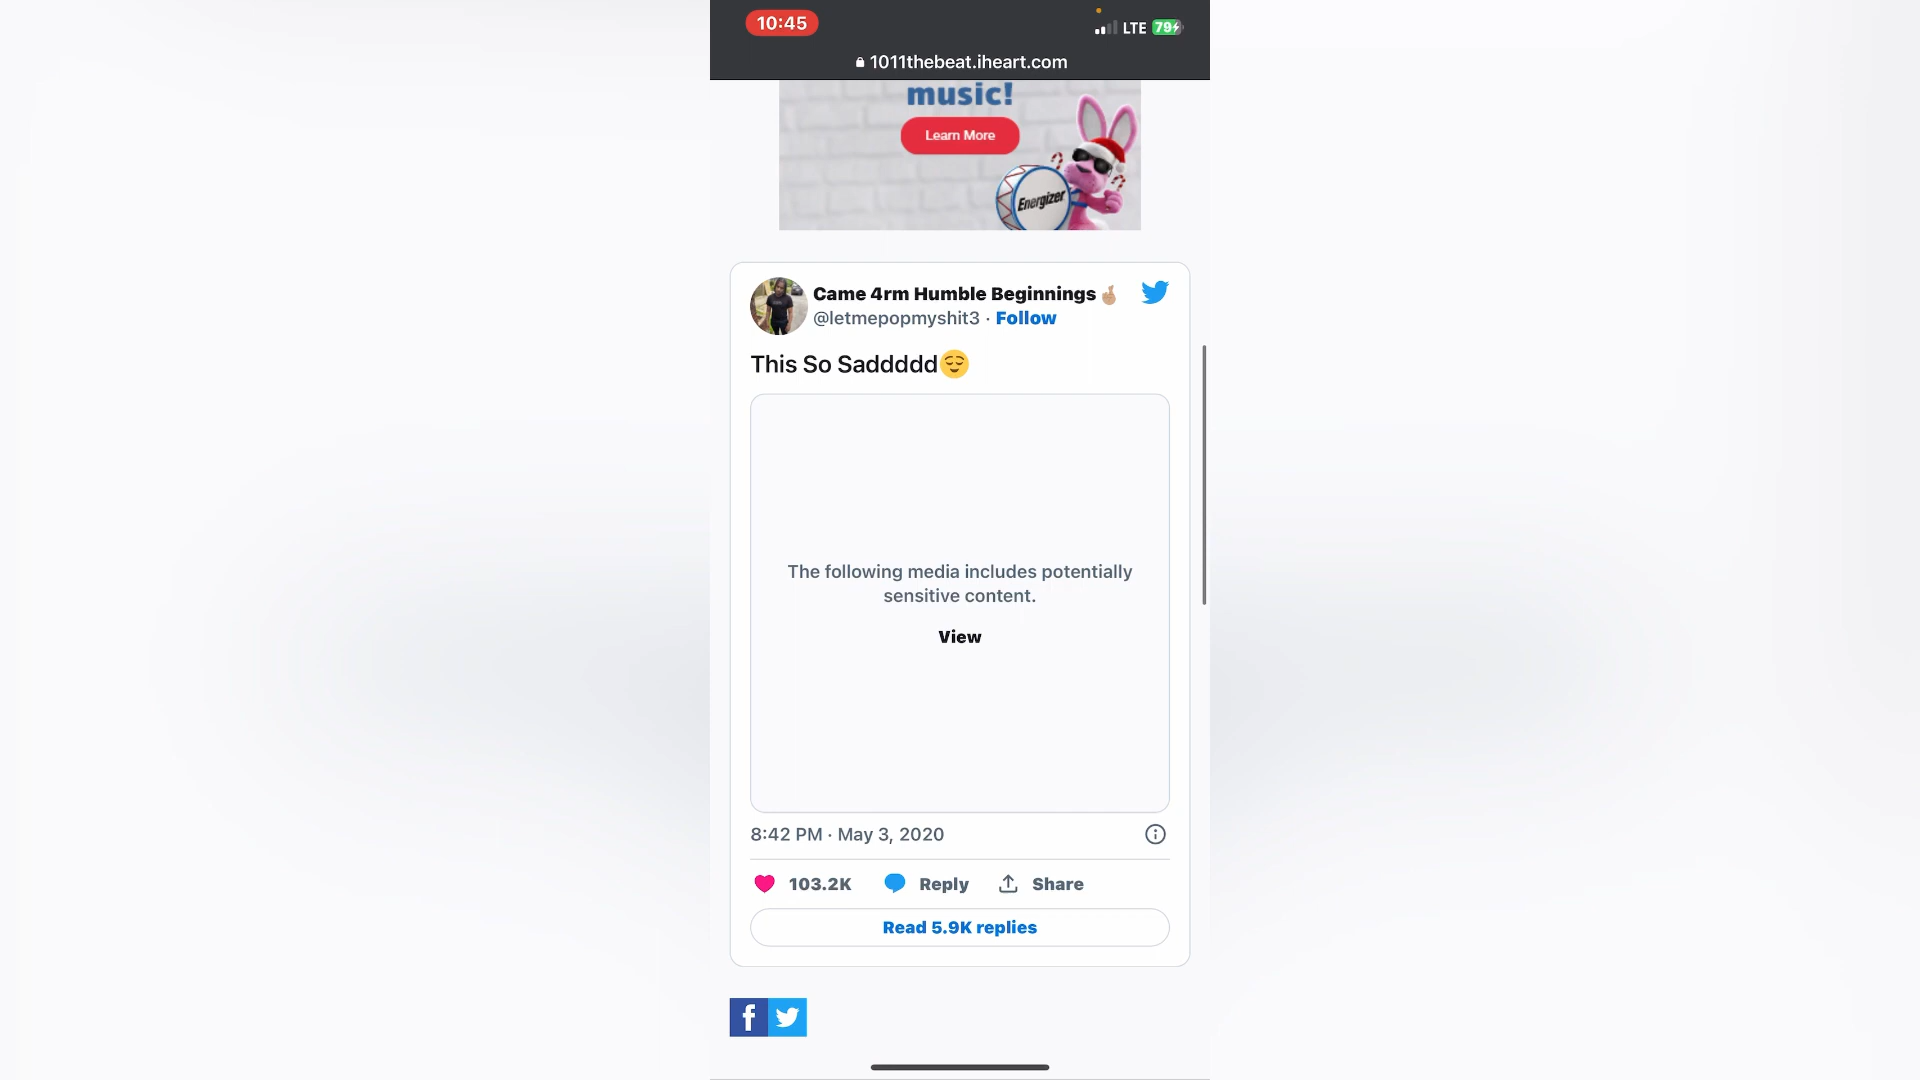 10:45
LTE 79
1011thebeat.iheart.com
music!
Learn More
Energizer
Came 4rm Humble Beginnings🤞🏼
@letmepopmyshit3 · Follow
This So Saddddd😌
The following media includes potentially
sensitive content.
View
8:42 PM · May 3, 2020
103.2K Reply Share
Read 5.9K replies